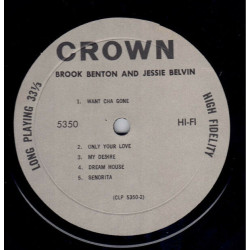 CROWN
BROOK BENTON AND JESSIE BELVIN
1. WANT CHA GONE
5350 HI-FI
2. ONLY YOUR LOVE
3. MY DESIRE
4. DREAM HOUSE
5. SENORITA
(CLP 5350-2)
LONG PLAYING 33⅓
HIGH FIDELITY